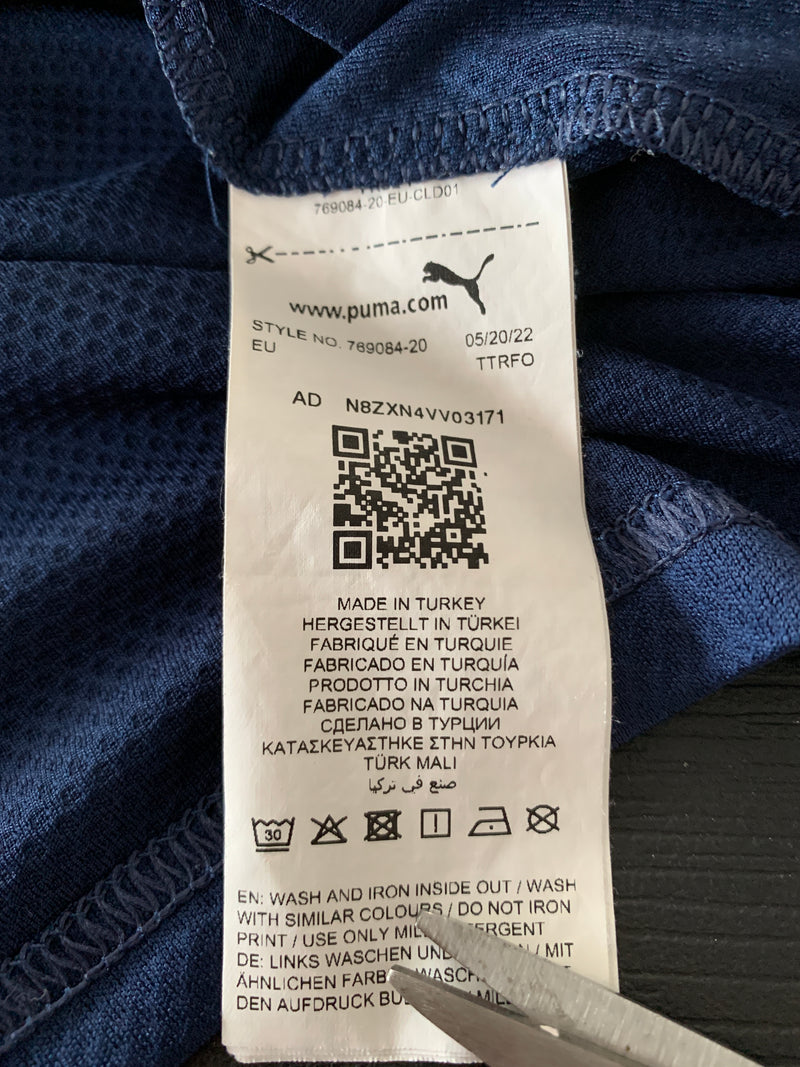 769084-20-EU-CLD01
www.puma.com
STYLE NO. 769084-20 05/20/22
EU TTRFO
AD N8ZXN4VV03171
MADE IN TURKEY
HERGESTELLT IN TÜRKEI
FABRIQUÉ EN TURQUIE
FABRICADO EN TURQUÍA
PRODOTTO IN TURCHIA
FABRICADO NA TURQUIA
СДЕЛАНО В ТУРЦИИ
ΚΑΤΑΣΚΕΥΑΣΤΗΚΕ ΣΤΗΝ ΤΟΥΡΚΙΑ
TÜRK MALI
صنع في تركيا
30
EN: WASH AND IRON INSIDE OUT / WASH
WITH SIMILAR COLOURS / DO NOT IRON
PRINT / USE ONLY
DE: LINKS WASCHEN / MIT
ÄHNLICHEN
DEN AUFDRUCK